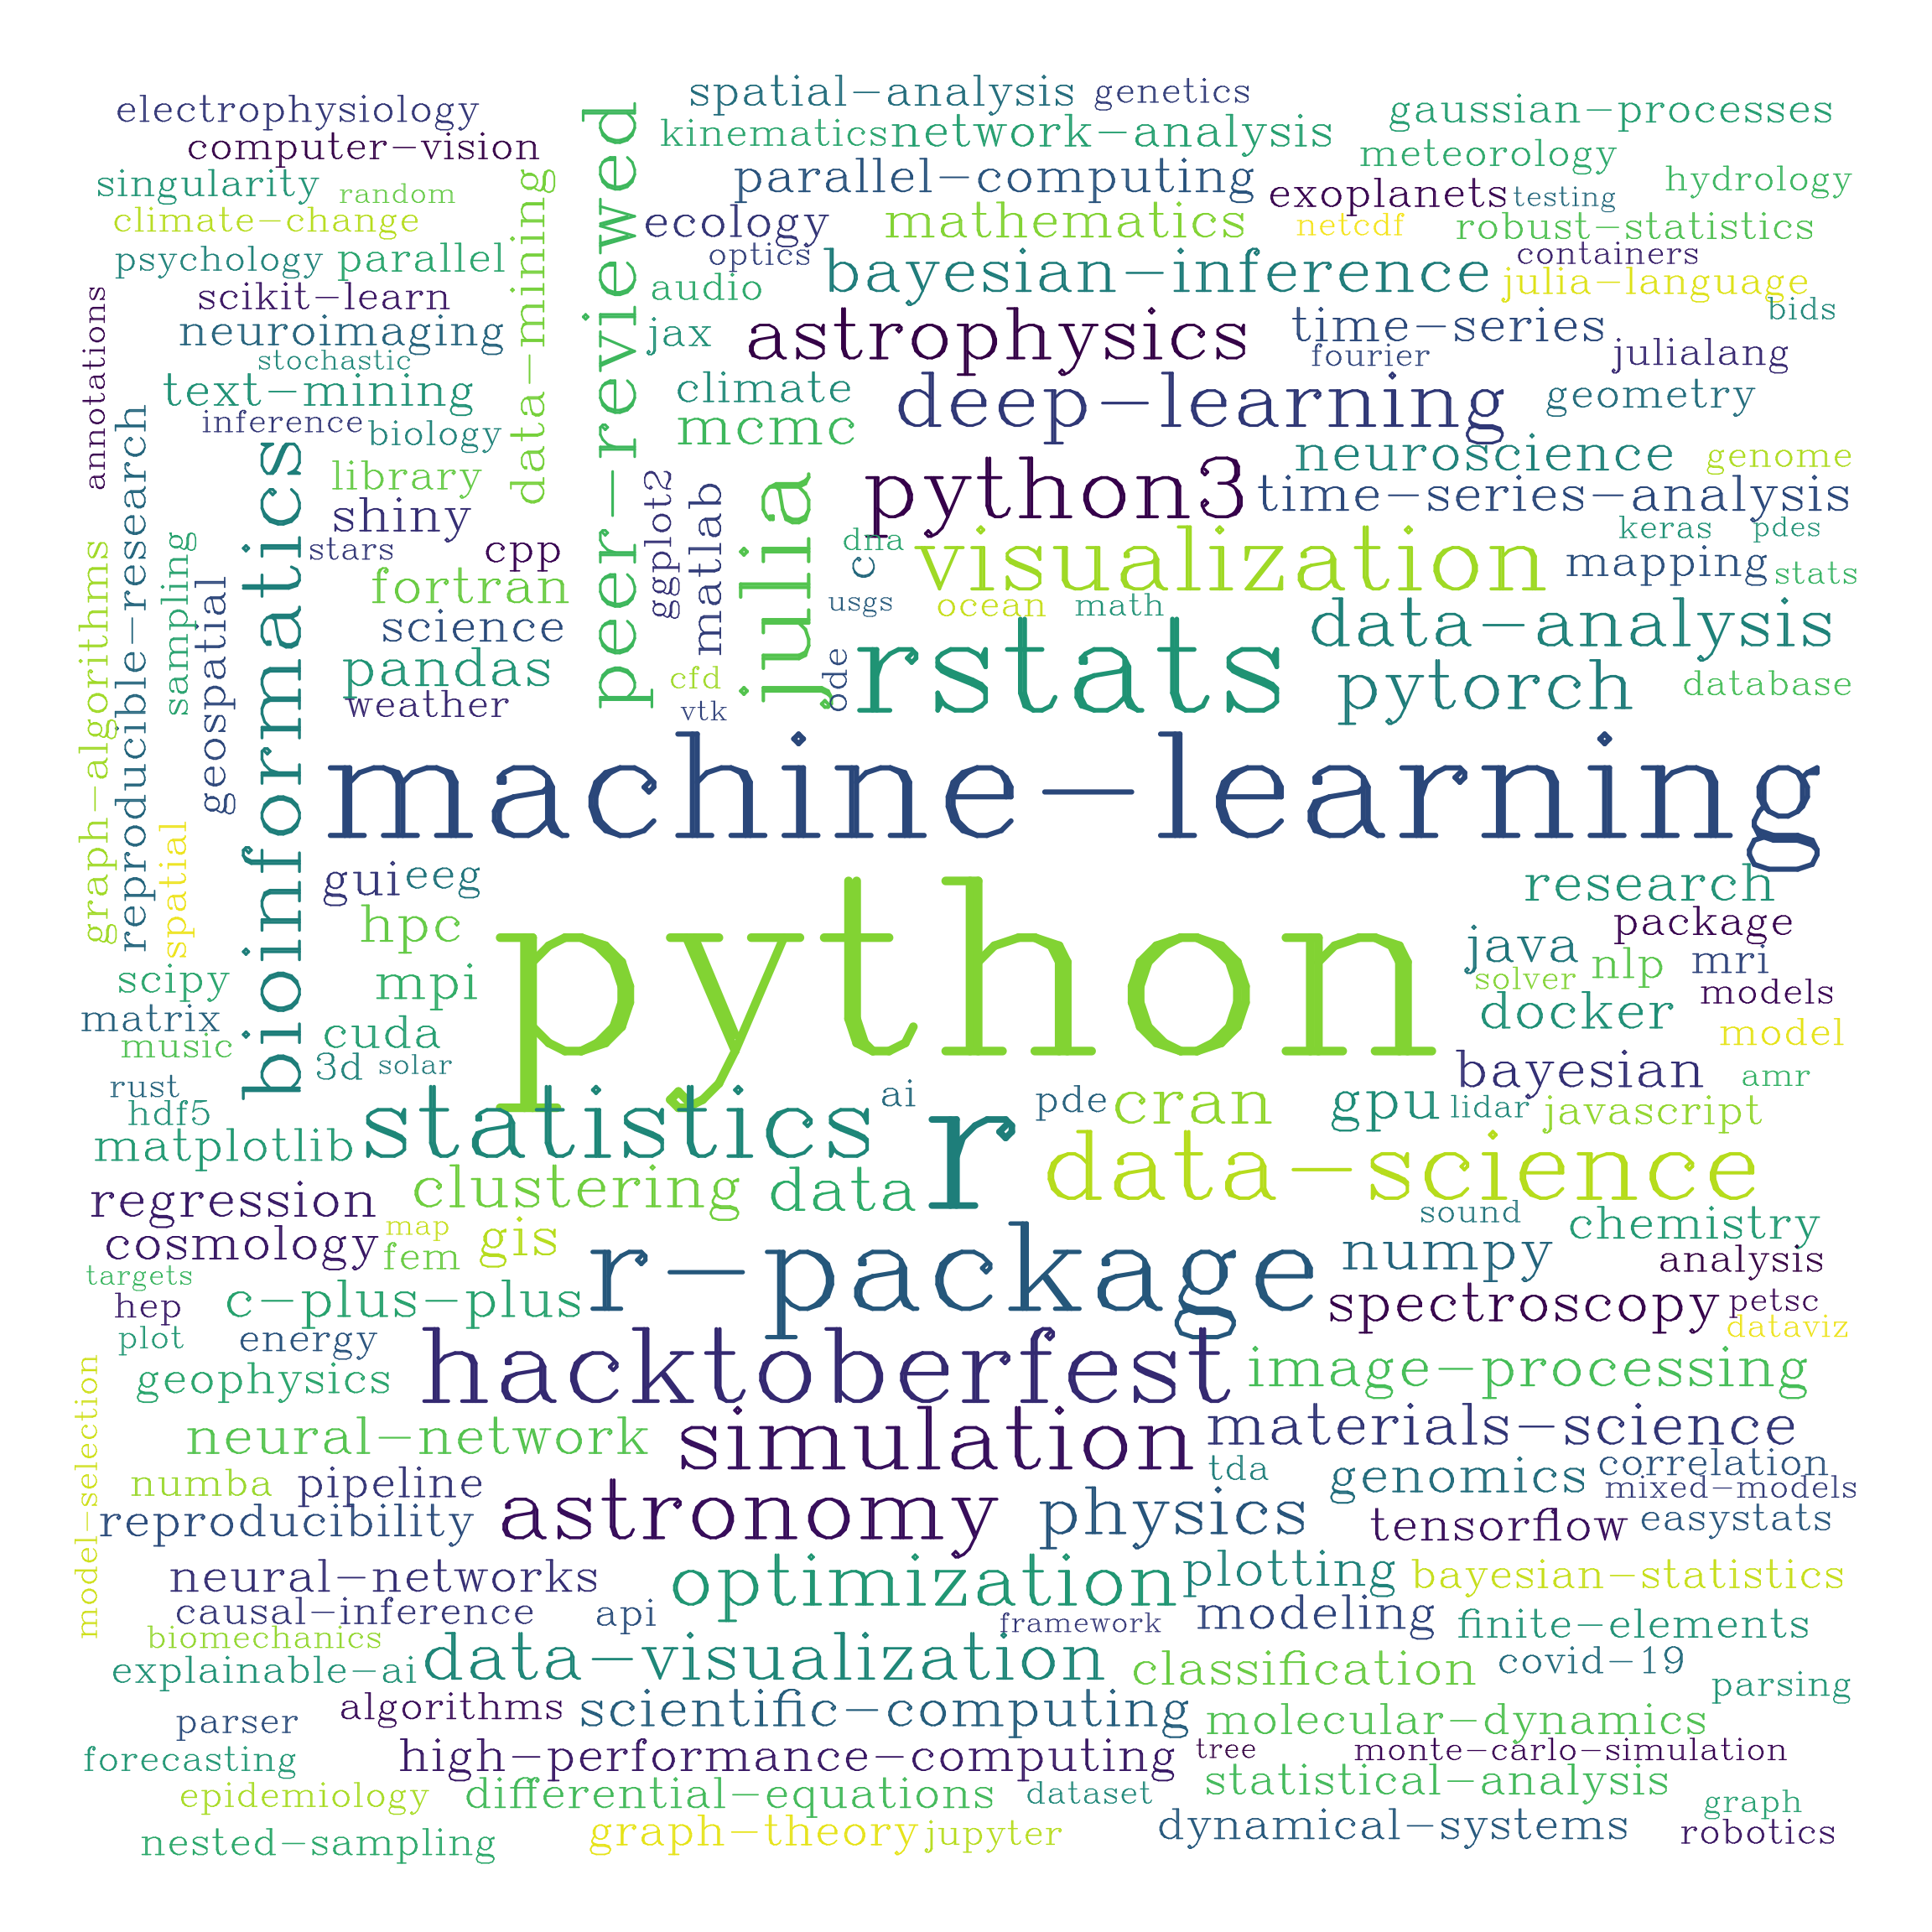 electrophysiology
computer-vision
singularity
random
climate-change
psychology
parallel
scikit-learn
neuroimaging
stochastic
text-mining
inference
biology
library
shiny
stars
cpp
fortran
science
pandas
weather
annotations
reproducible-research
graph-algorithms
sampling
geospatial
spatial
bioinformatics
data-mining
peer-reviewed
spatial-analysis
genetics
kinematics
network-analysis
parallel-computing
ecology
mathematics
optics
bayesian-inference
audio
jax
astrophysics
climate
mcmc
deep-learning
gaussian-processes
meteorology
hydrology
exoplanets
testing
netcdf
robust-statistics
containers
julia-language
bids
time-series
fourier
julialang
geometry
neuroscience
genome
python3
time-series-analysis
keras
pdes
ggplot2
matlab
julia
dna
c
visualization
mapping
stats
usgs
ocean
math
data-analysis
cfd
vtk
ode
rstats
pytorch
database
machine-learning
gui
eeg
hpc
mpi
python
research
package
java
nlp
mri
solver
models
docker
model
scipy
matrix
music
cuda
3d
solar
rust
hdf5
matplotlib
statistics
ai
r
pde
cran
bayesian
amr
gpu
lidar
javascript
data-science
regression
clustering
data
cosmology
map
fem
gis
targets
hep
c-plus-plus
r-package
sound
chemistry
numpy
analysis
spectroscopy
petsc
dataviz
plot
energy
geophysics
hacktoberfest
image-processing
model-selection
neural-network
simulation
materials-science
numba
pipeline
tda
genomics
correlation
mixed-models
reproducibility
astronomy
physics
tensorflow
easystats
neural-networks
optimization
plotting
bayesian-statistics
causal-inference
api
framework
modeling
finite-elements
biomechanics
explainable-ai
data-visualization
classification
covid-19
parsing
algorithms
parser
scientific-computing
molecular-dynamics
forecasting
high-performance-computing
tree
monte-carlo-simulation
epidemiology
differential-equations
dataset
statistical-analysis
graph
nested-sampling
graph-theory
jupyter
dynamical-systems
robotics